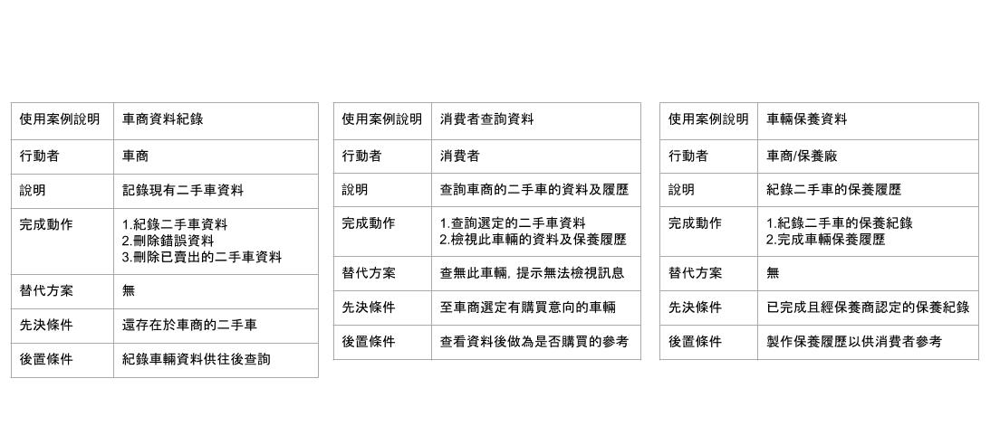 使用案例說明 車商資料紀錄
行動者 車商
說明 記錄現有二手車資料
完成動作 1.紀錄二手車資料
2.刪除錯誤資料
3.刪除已賣出的二手車資料
替代方案 無
先決條件 還存在於車商的二手車
後置條件 紀錄車輛資料供往後查詢
使用案例說明 消費者查詢資料
行動者 消費者
說明 查詢車商的二手車的資料及履歷
完成動作 1.查詢選定的二手車資料
2.檢視此車輛的資料及保養履歷
替代方案 查無此車輛, 提示無法檢視訊息
先決條件 至車商選定有購買意向的車輛
後置條件 查看資料後做為是否購買的參考
使用案例說明 車輛保養資料
行動者 車商/保養廠
說明 紀錄二手車的保養履歷
完成動作 1.紀錄二手車的保養紀錄
2.完成車輛保養履歷
替代方案 無
先決條件 已完成且經保養商認定的保養紀錄
後置條件 製作保養履歷以供消費者參考